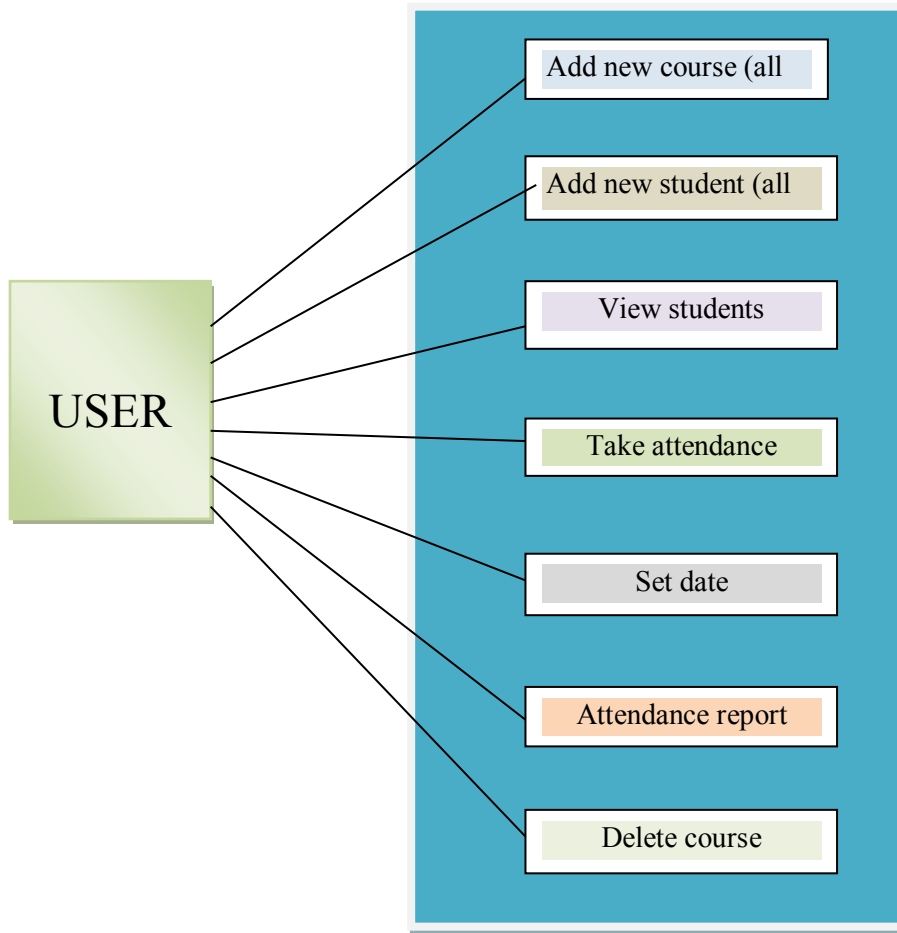 Add new course (all
Add new student (all
View students
USER
Take attendance
Set date
Attendance report
Delete course